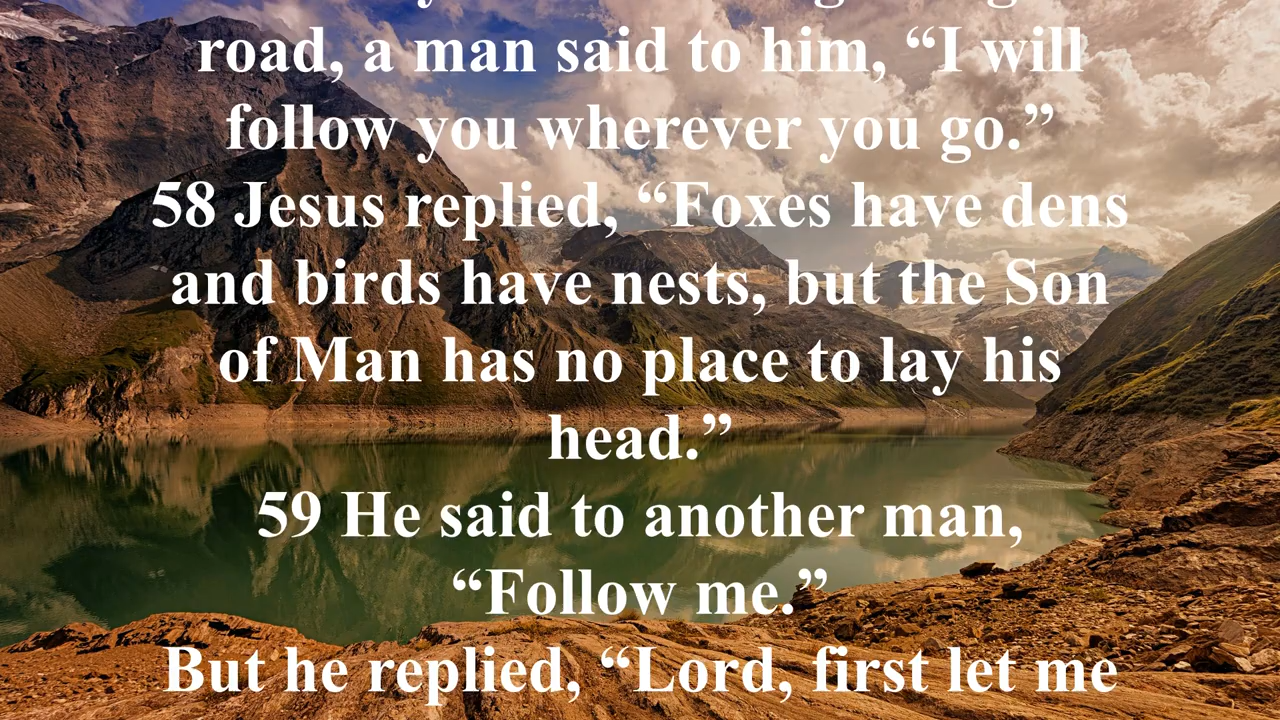 road, a man said to him, “I will
follow you wherever you go.”
58 Jesus replied, “Foxes have dens
and birds have nests, but the Son
of Man has no place to lay his
head.”
59 He said to another man,
“Follow me.”
But he replied, “Lord, first let me